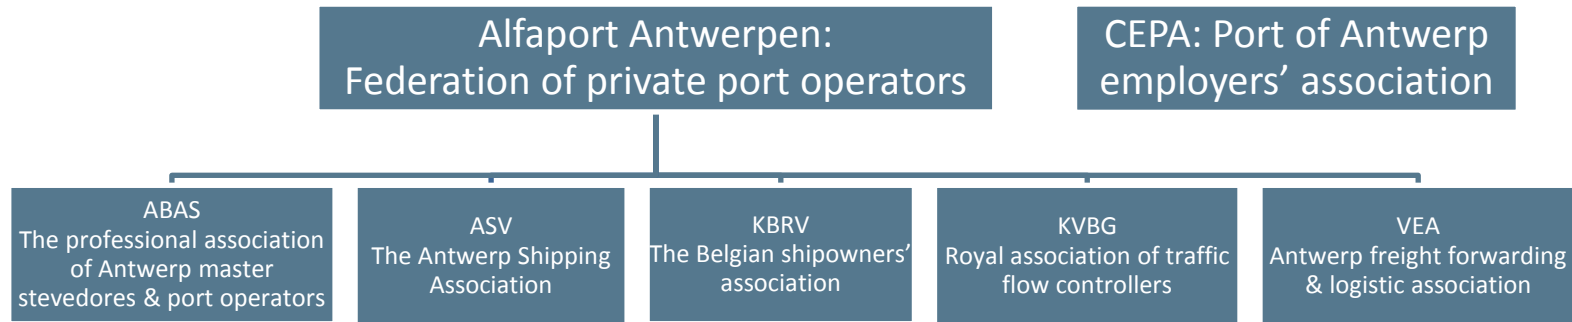 Alfaport Antwerpen:
Federation of private port operators
CEPA: Port of Antwerp
employers’ association
ABAS
The professional association
of Antwerp master
stevedores & port operators
ASV
The Antwerp Shipping
Association
KBRV
The Belgian shipowners’
association
KVBG
Royal association of traffic
flow controllers
VEA
Antwerp freight forwarding
& logistic association